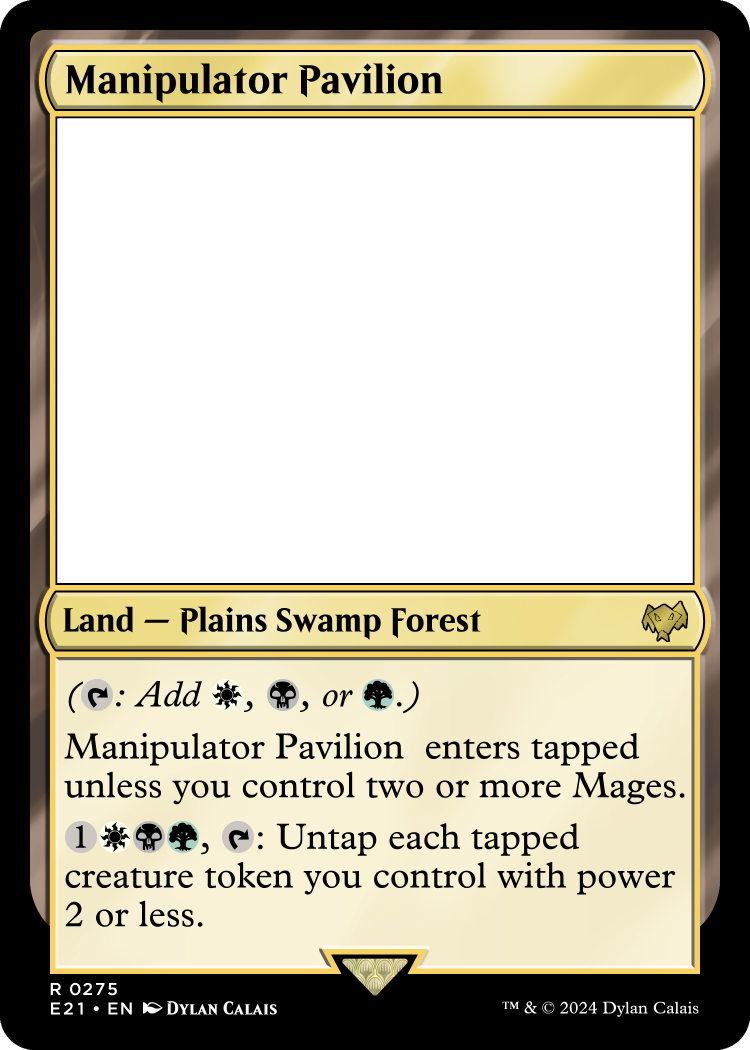 Manipulator Pavilion
Land — Plains Swamp Forest
(: Add , , or .)
Manipulator Pavilion  enters tapped
unless you control two or more Mages.
1, : Untap each tapped
creature token you control with power
2 or less.
R 0275
E21 • EN DYLAN CALAIS
™ & © 2024 Dylan Calais